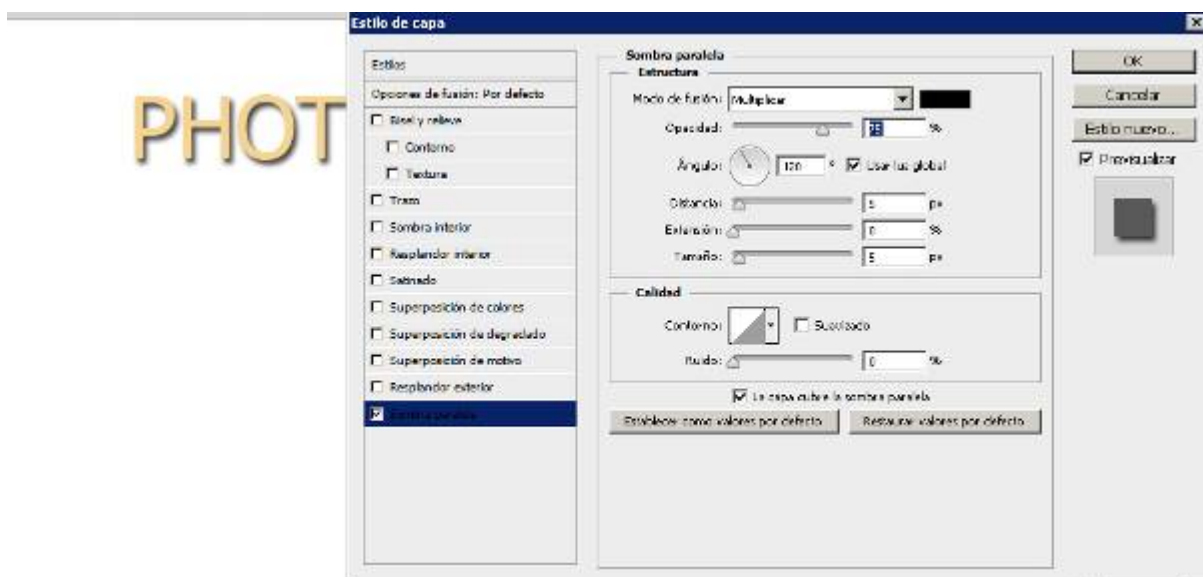 Estilo de capa
PHOT
Estilos
Opciones de fusión: Por defecto
Bisel y relieve
Contorno
Textura
Trazo
Sombra interior
Resplandor interior
Satinado
Superposición de colores
Superposición de degradado
Superposición de motivo
Resplandor exterior
Sombra paralela
Sombra paralela
Estructura
Modo de fusión: Multiplicar
Opacidad: 75 %
Ángulo: 120 ° Usar luz global
Distancia: 5 px
Extensión: 0 %
Tamaño: 5 px
Calidad
Contorno: Suavizado
Ruido: 0 %
La capa cubre la sombra paralela
Establecer como valores por defecto
Restaurar valores por defecto
OK
Cancelar
Estilo nuevo...
Previsualizar